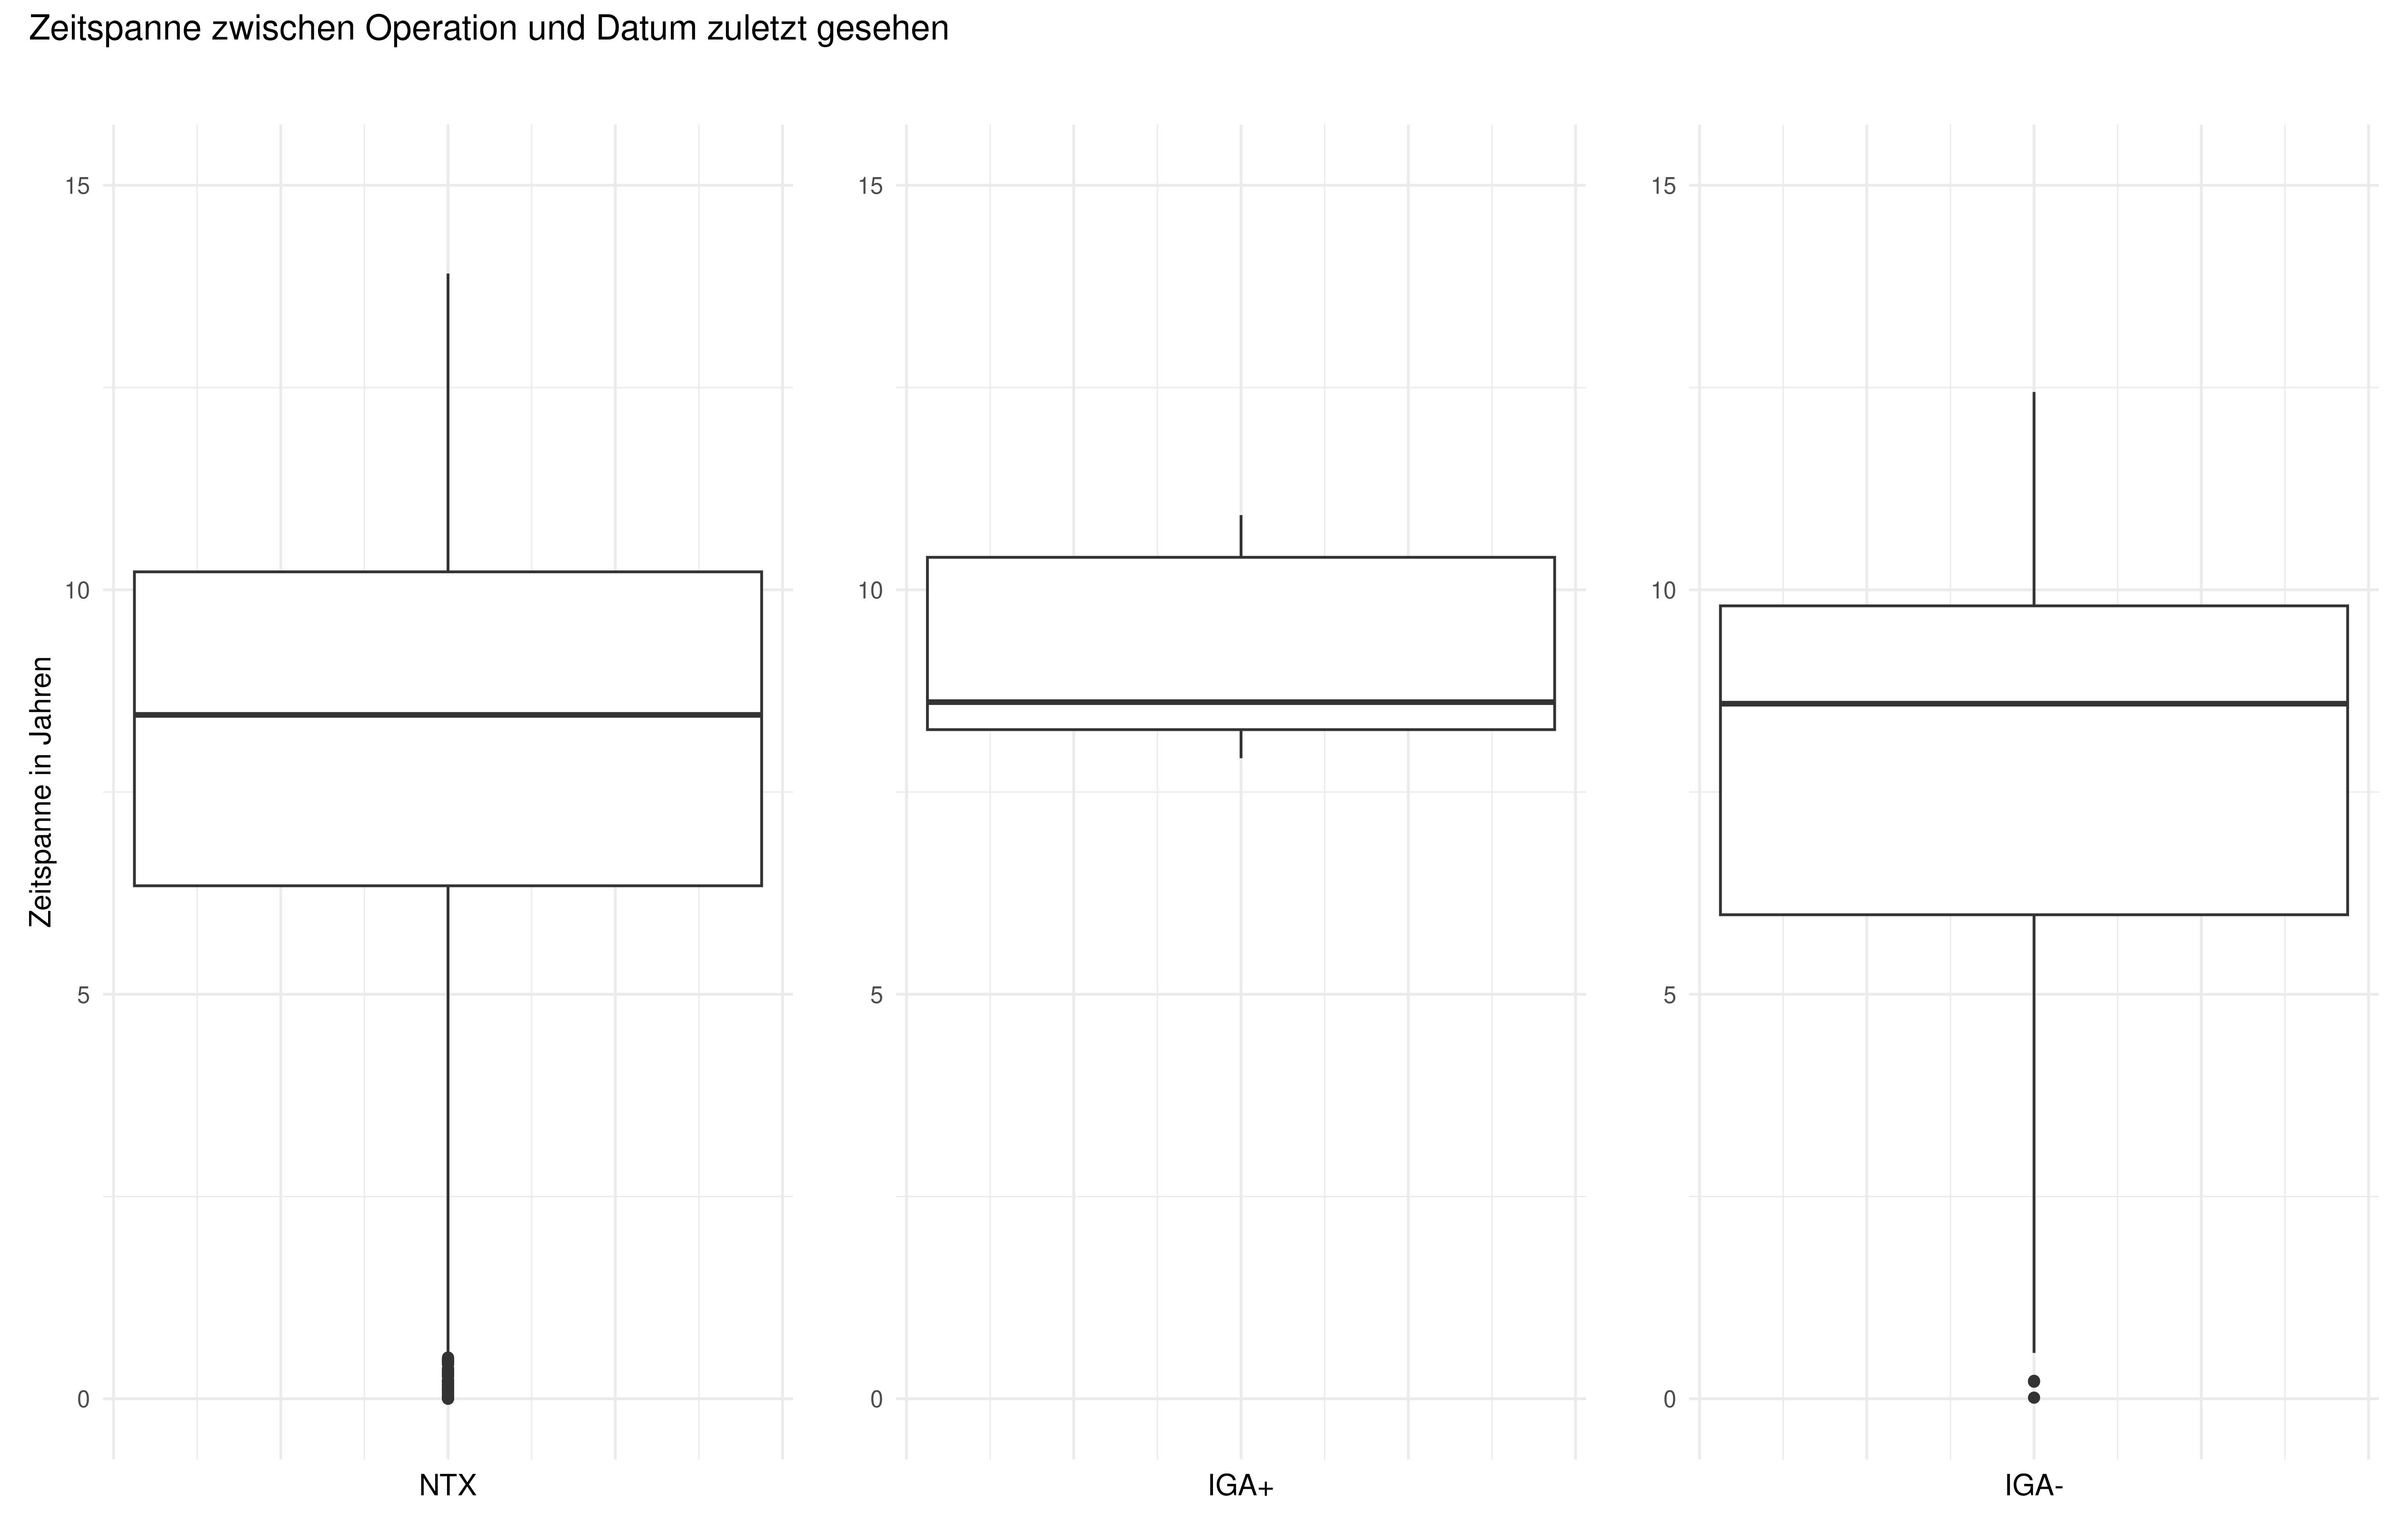 Zeitspanne zwischen Operation und Datum zuletzt gesehen
Zeitspanne in Jahren
15
10
5
0
NTX
15
10
5
0
IGA+
15
10
5
0
IGA-